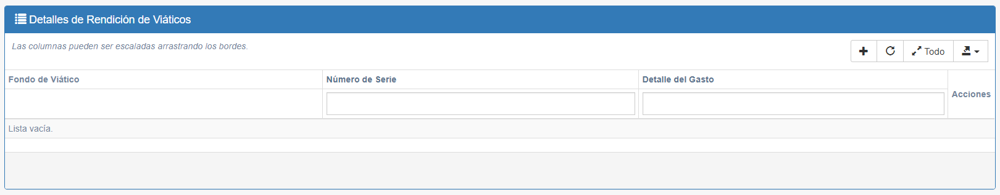 Detalles de Rendición de Viáticos
Las columnas pueden ser escaladas arrastrando los bordes.
Todo
Fondo de Viático
Número de Serie
Detalle del Gasto
Acciones
Lista vacía.